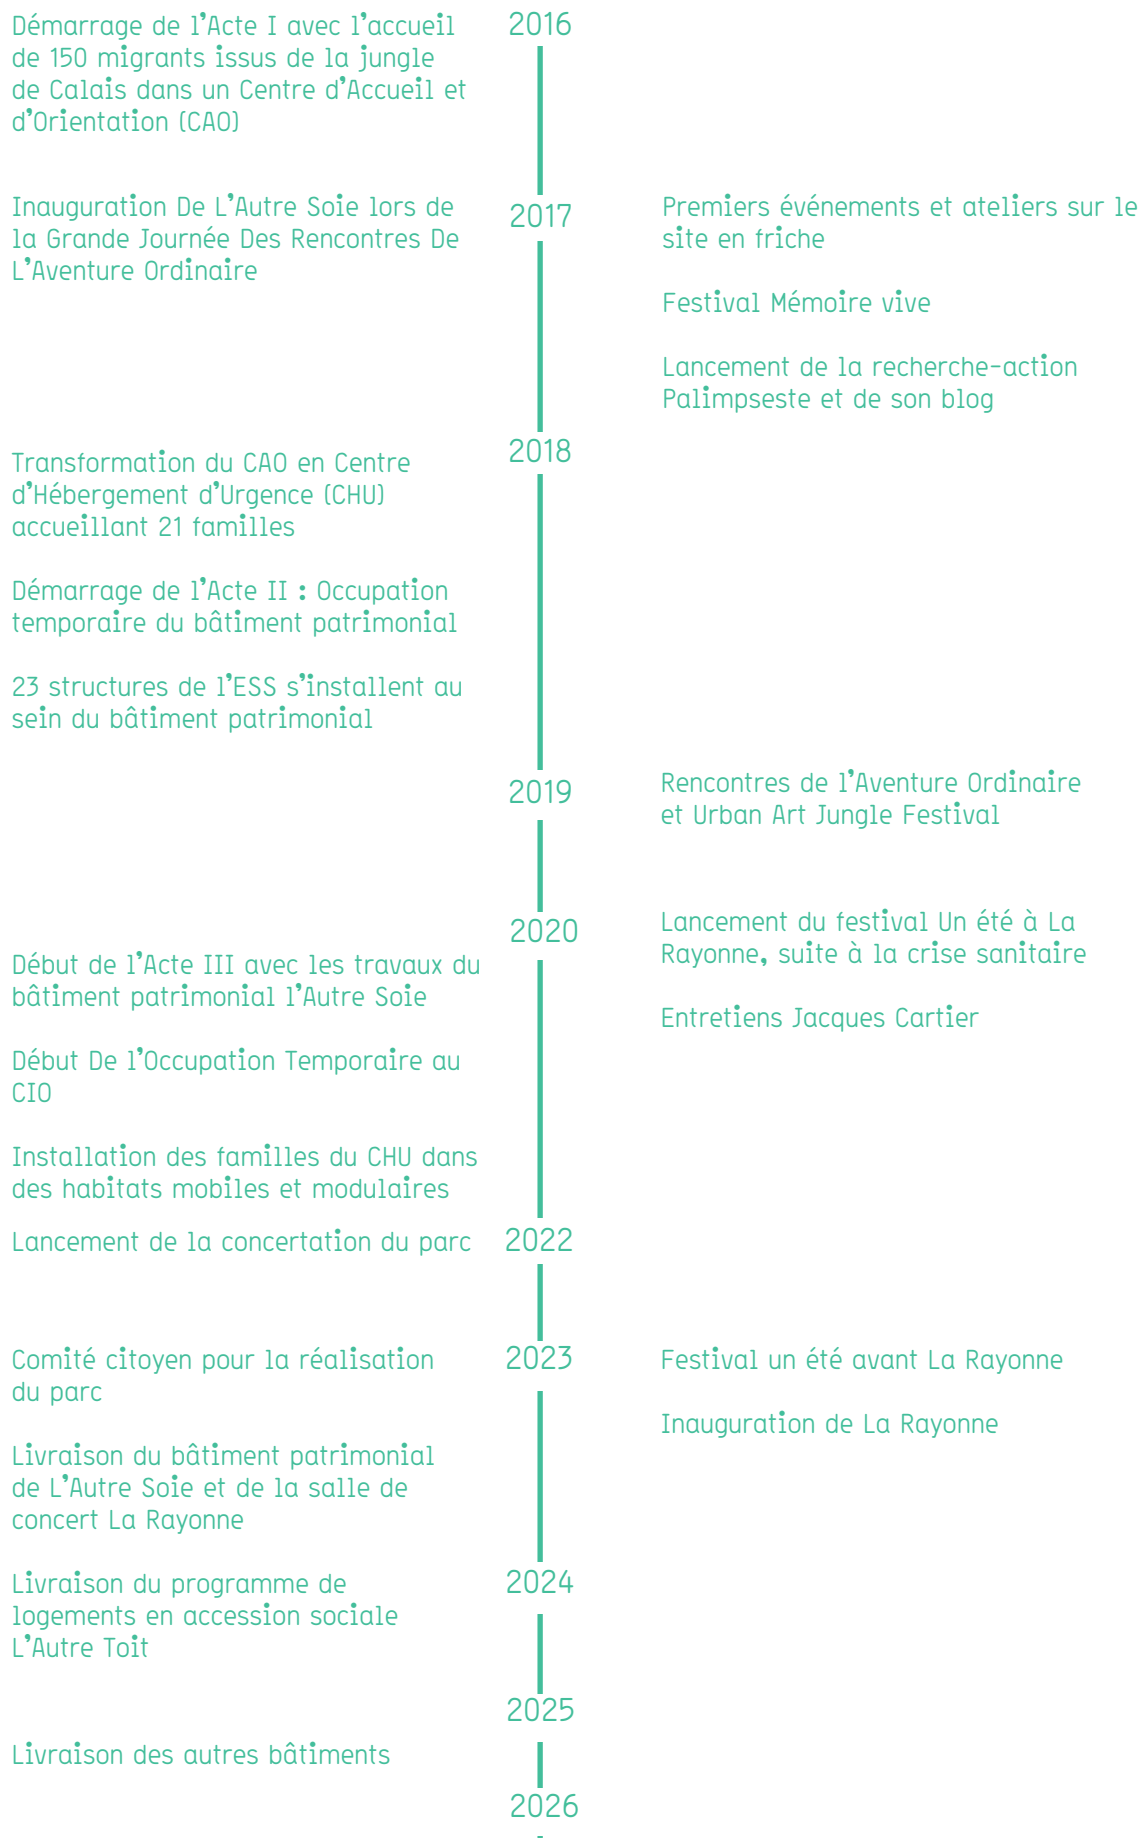 Démarrage de l'Acte I avec l'accueil
de 150 migrants issus de la jungle
de Calais dans un Centre d'Accueil et
d'Orientation (CAO)
2016
Inauguration De L'Autre Soie lors de
la Grande Journée Des Rencontres De
L'Aventure Ordinaire
2017
Premiers événements et ateliers sur le
site en friche
Festival Mémoire vive
Lancement de la recherche-action
Palimpseste et de son blog
2018
Transformation du CAO en Centre
d'Hébergement d'Urgence (CHU)
accueillant 21 familles
Démarrage de l'Acte II : Occupation
temporaire du bâtiment patrimonial
23 structures de l'ESS s'installent au
sein du bâtiment patrimonial
2019
Rencontres de l'Aventure Ordinaire
et Urban Art Jungle Festival
2020
Lancement du festival Un été à La
Rayonne, suite à la crise sanitaire
Entretiens Jacques Cartier
Début de l'Acte III avec les travaux du
bâtiment patrimonial l'Autre Soie
Début De l'Occupation Temporaire au
CIO
Installation des familles du CHU dans
des habitats mobiles et modulaires
Lancement de la concertation du parc
2022
Comité citoyen pour la réalisation
du parc
Livraison du bâtiment patrimonial
de L'Autre Soie et de la salle de
concert La Rayonne
2023
Festival un été avant La Rayonne
Inauguration de La Rayonne
Livraison du programme de
logements en accession sociale
L'Autre Toit
2024
2025
Livraison des autres bâtiments
2026